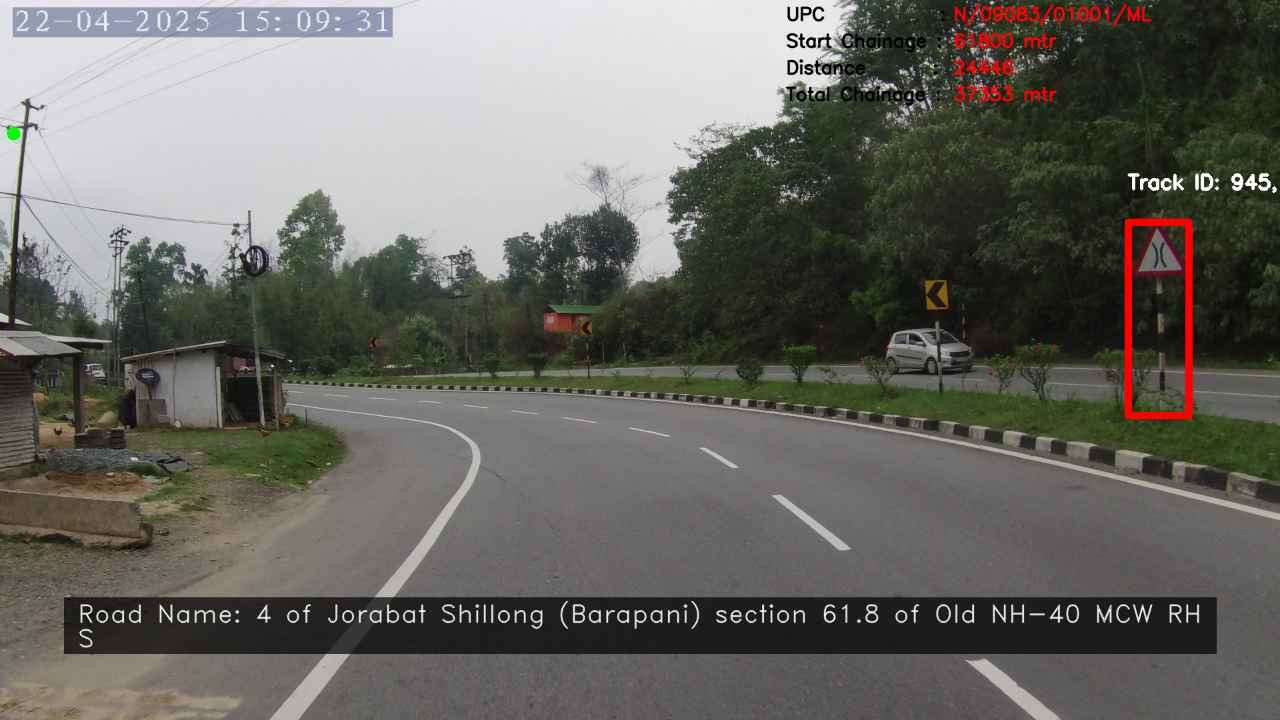 22-04-2025 15:09:31
UPC : N/09083/01001/ML
Start Chainage : 61800 mtr
Distance : 24446
Total Chainage : 37353 mtr
Track ID: 945,
Road Name: 4 of Jorabat Shillong (Barapani) section 61.8 of Old NH-40 MCW RH
S